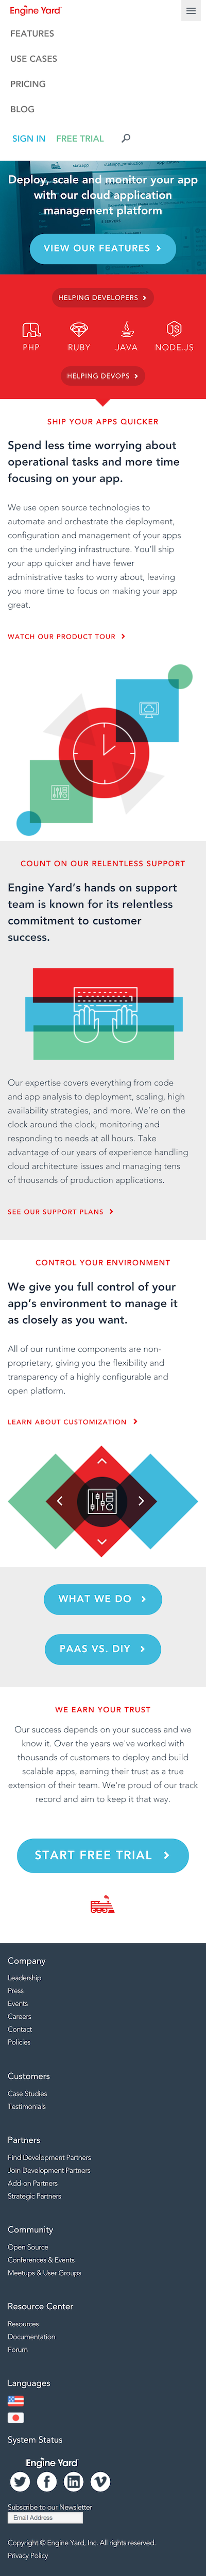 Engine Yard
FEATURES
USE CASES
PRICING
BLOG
SIGN IN FREE TRIAL
Deploy, scale and monitor your app
with our cloud application
management platform
VIEW OUR FEATURES
HELPING DEVELOPERS
PHP RUBY JAVA NODE.JS
HELPING DEVOPS
SHIP YOUR APPS QUICKER
Spend less time worrying about
operational tasks and more time
focusing on your app.
We use open source technologies to
automate and orchestrate the deployment,
configuration and management of your apps
on the underlying infrastructure. You'll ship
your app quicker and have fewer
administrative tasks to worry about, leaving
you more time to focus on making your app
great.
WATCH OUR PRODUCT TOUR
COUNT ON OUR RELENTLESS SUPPORT
Engine Yard's hands on support
team is known for its relentless
commitment to customer
success.
Our expertise covers everything from code
and app analysis to deployment, scaling, high
availability strategies, and more. We're on the
clock around the clock, monitoring and
responding to needs at all hours. Take
advantage of our years of experience handling
cloud architecture issues and managing tens
of thousands of production applications.
SEE OUR SUPPORT PLANS
CONTROL YOUR ENVIRONMENT
We give you full control of your
app's environment to manage it
as closely as you want.
All of our runtime components are non-
proprietary, giving you the flexibility and
transparency of a highly configurable and
open platform.
LEARN ABOUT CUSTOMIZATION
WHAT WE DO
PAAS VS. DIY
WE EARN YOUR TRUST
Our success depends on your success and we
know it. Over the years we've worked with
thousands of customers to deploy and build
scalable apps, earning their trust as a true
extension of their team. We're proud of our track
record and aim to keep it that way.
START FREE TRIAL
Company
Leadership
Press
Events
Careers
Contact
Policies
Customers
Case Studies
Testimonials
Partners
Find Development Partners
Join Development Partners
Add-on Partners
Strategic Partners
Community
Open Source
Conferences & Events
Meetups & User Groups
Resource Center
Resources
Documentation
Forum
Languages
System Status
Engine Yard
Subscribe to our Newsletter
Email Address
Copyright © Engine Yard, Inc. All rights reserved.
Privacy Policy